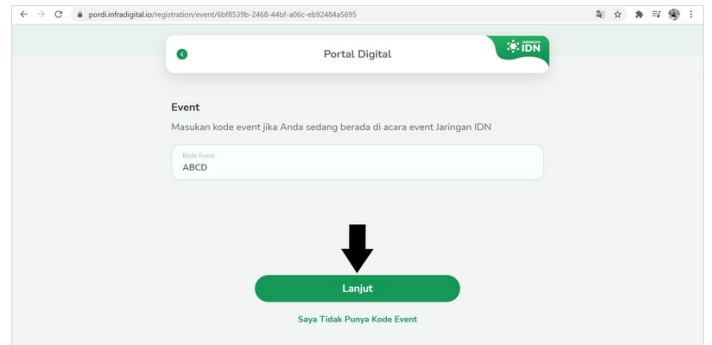 pordi.infradigital.io/registration/event/6bf8539b-2468-44bf-a06c-eb92484a5695
Portal Digital
JARINGAN
IDN
Event
Masukan kode event jika Anda sedang berada di acara event Jaringan IDN
Kode Event
ABCD
Lanjut
Saya Tidak Punya Kode Event